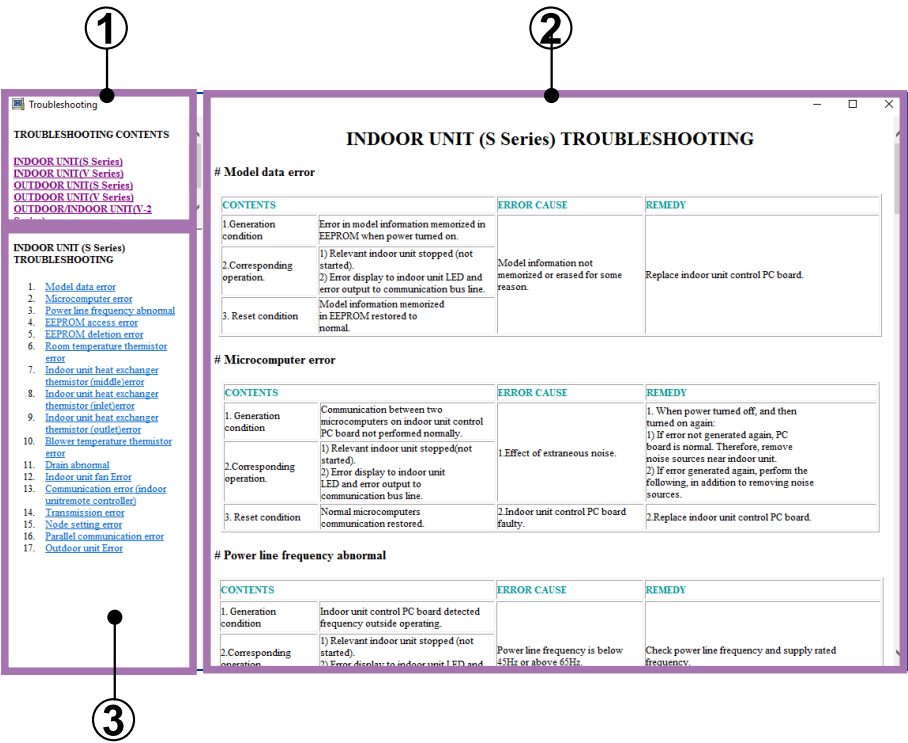 1
2
Troubleshooting
TROUBLESHOOTING CONTENTS
INDOOR UNIT(S Series)
INDOOR UNIT(V Series)
OUTDOOR UNIT(S Series)
OUTDOOR UNIT(V Series)
OUTDOOR/INDOOR UNIT(V-2
INDOOR UNIT (S Series)
TROUBLESHOOTING
1. Model data error
2. Microcomputer error
3. Power line frequency abnormal
4. EEPROM access error
5. EEPROM deletion error
6. Room temperature thermistor
error
7. Indoor unit heat exchanger
thermistor (middle)error
8. Indoor unit heat exchanger
thermistor (inlet)error
9. Indoor unit heat exchanger
thermistor (outlet)error
10. Blower temperature thermistor
error
11. Drain abnormal
12. Indoor unit fan Error
13. Communication error (indoor
unitremote controller)
14. Transmission error
15. Node setting error
16. Parallel communication error
17. Outdoor unit Error
3
INDOOR UNIT (S Series) TROUBLESHOOTING
# Model data error
CONTENTS
ERROR CAUSE
REMEDY
1.Generation
condition
Error in model information memorized in
EEPROM when power turned on.
2.Corresponding
operation.
1) Relevant indoor unit stopped (not
started).
2) Error display to indoor unit LED and
error output to communication bus line.
3. Reset condition
Model information memorized
in EEPROM restored to
normal.
Model information not
memorized or erased for some
reason.
Replace indoor unit control PC board.
# Microcomputer error
CONTENTS
ERROR CAUSE
REMEDY
1. Generation
condition
Communication between two
microcomputers on indoor unit control
PC board not performed normally.
2.Corresponding
operation.
1) Relevant indoor unit stopped(not
started).
2) Error display to indoor unit
LED and error output to
communication bus line.
1.Effect of extraneous noise.
1. When power turned off, and then
turned on again:
1) If error not generated again, PC
board is normal. Therefore, remove
noise sources near indoor unit.
2) If error generated again, perform the
following, in addition to removing noise
sources.
3. Reset condition
Normal microcomputers
communication restored.
2.Indoor unit control PC board
faulty.
2.Replace indoor unit control PC board.
# Power line frequency abnormal
CONTENTS
ERROR CAUSE
REMEDY
1. Generation
condition
Indoor unit control PC board detected
frequency outside operating.
2.Corresponding
operation.
1) Relevant indoor unit stopped (not
started).
2) Error display to indoor unit LED and
Power line frequency is below
45Hz or above 65Hz.
Check power line frequency and supply rated
frequency.